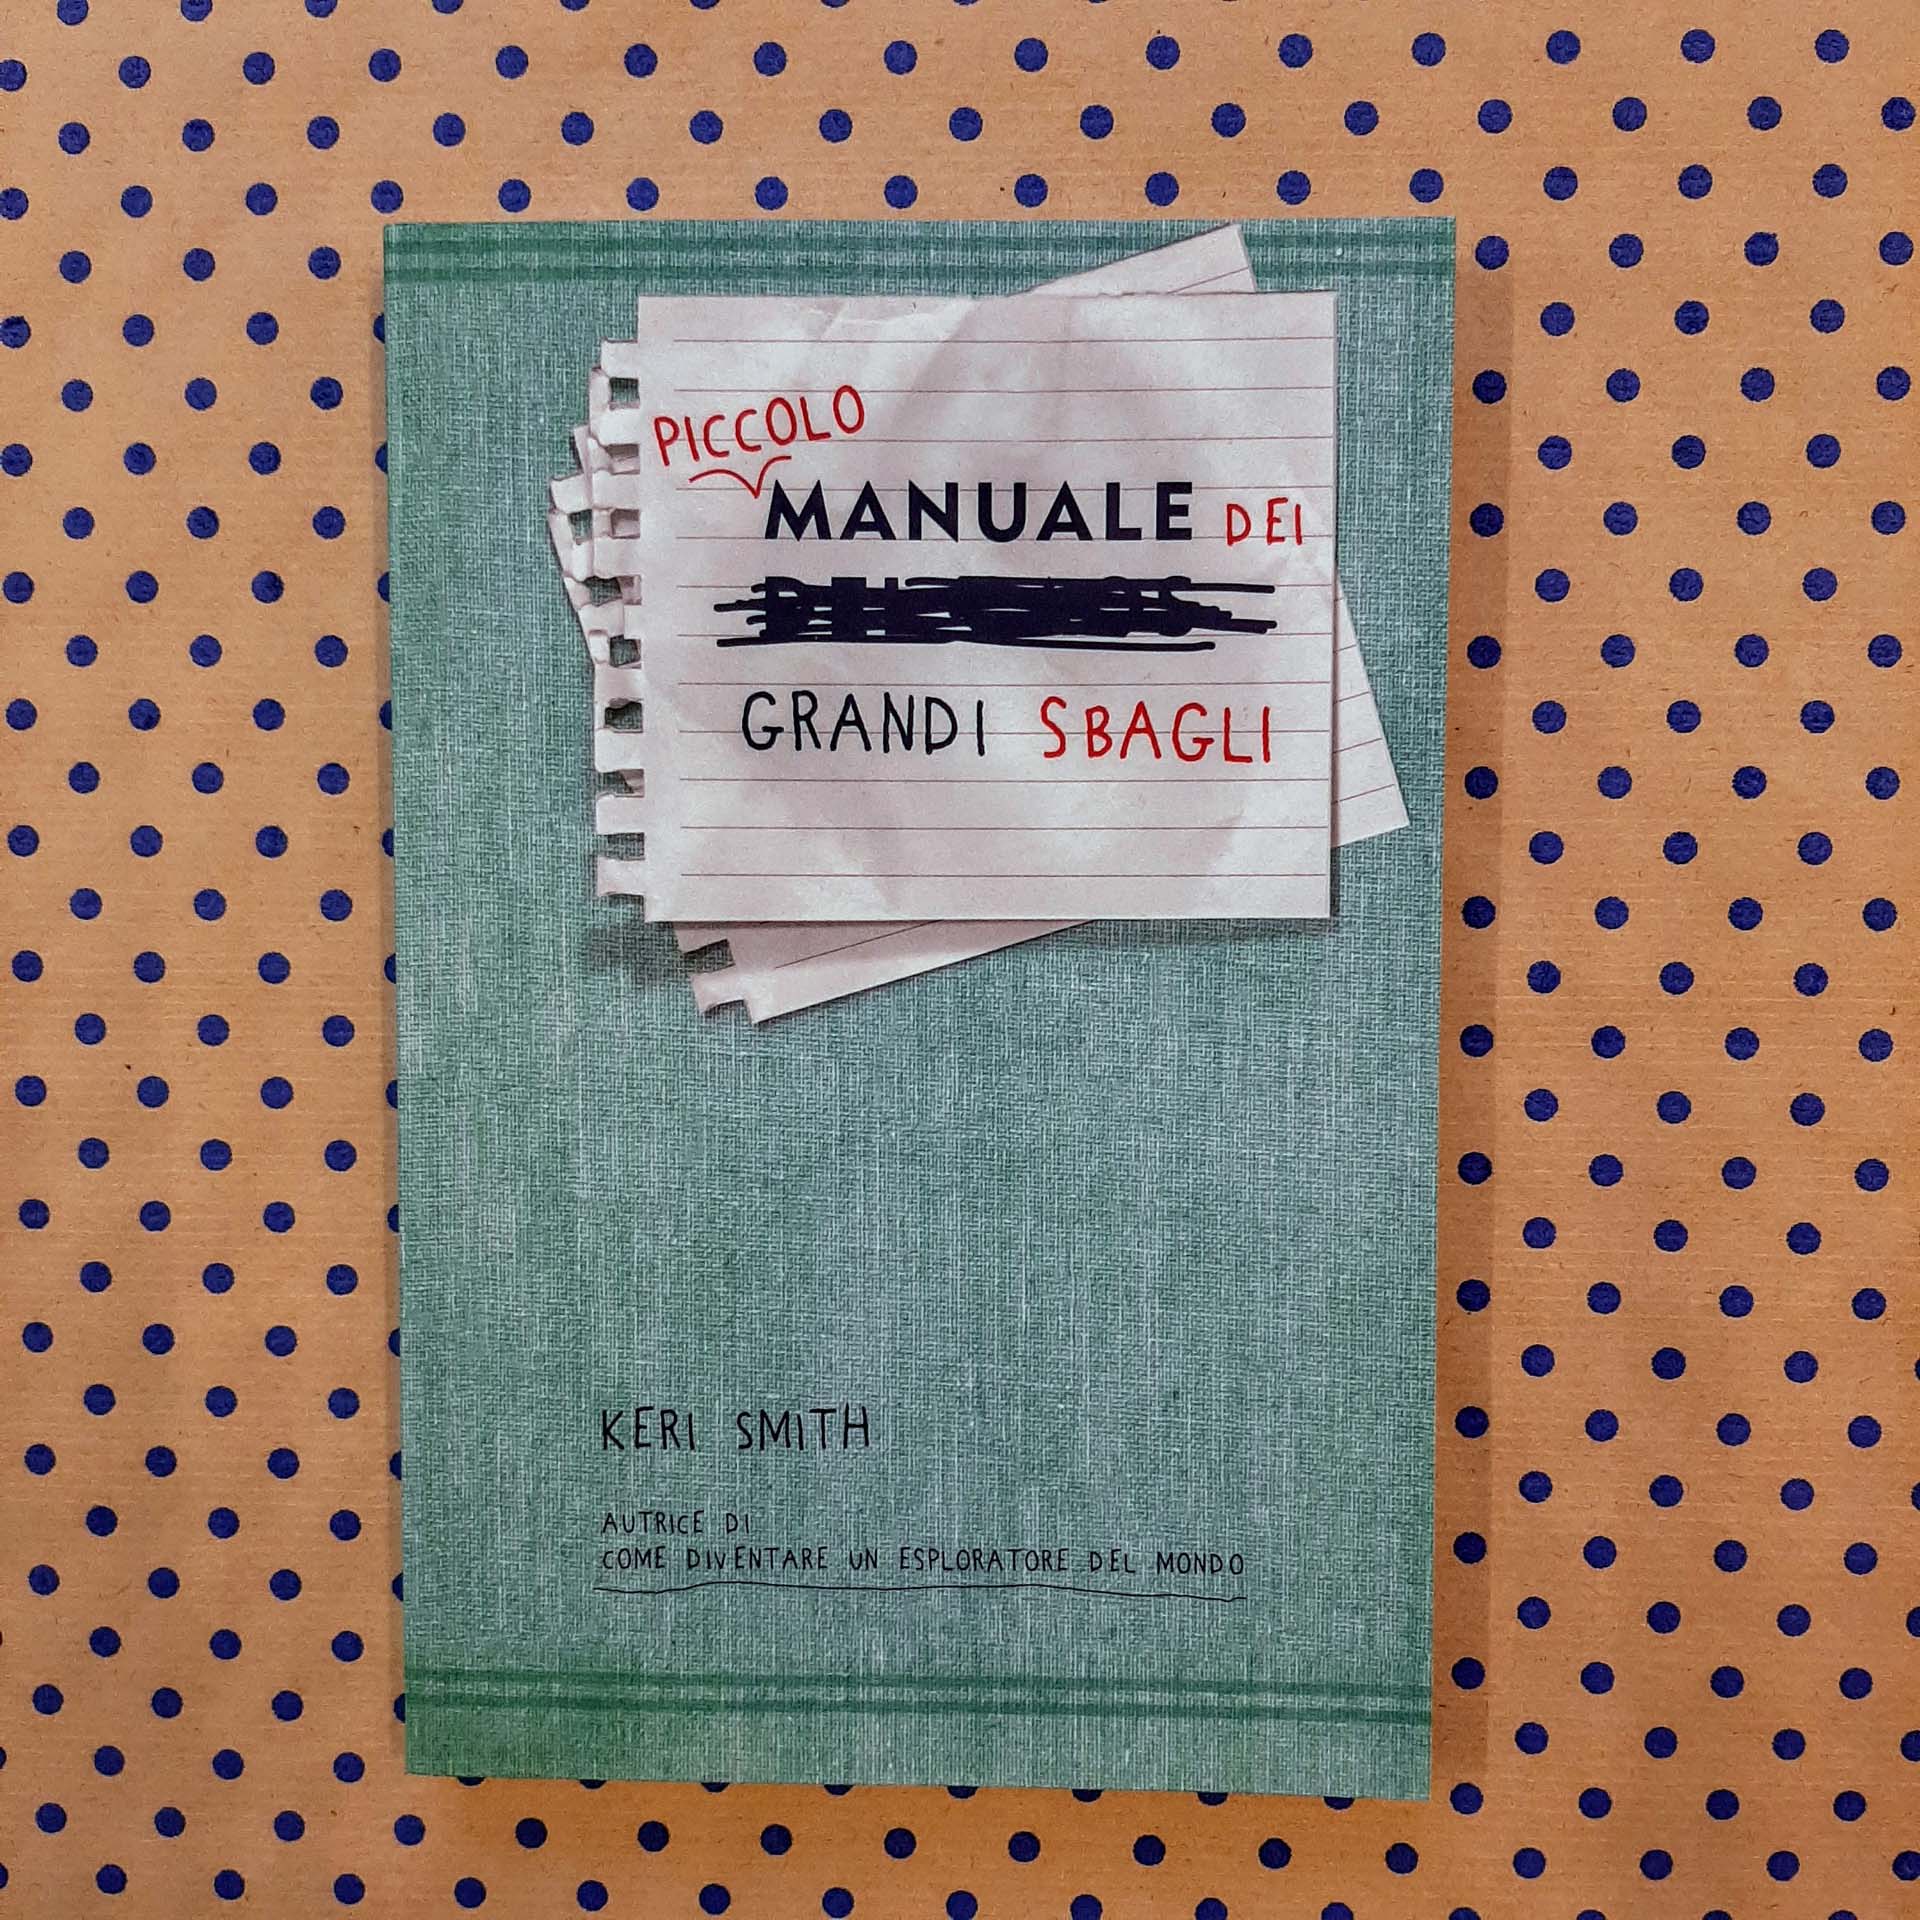 PICCOLO
MANUALE DEI
GRANDI SBAGLI
KERI SMITH
AUTRICE DI
COME DIVENTARE UN ESPLORATORE DEL MONDO